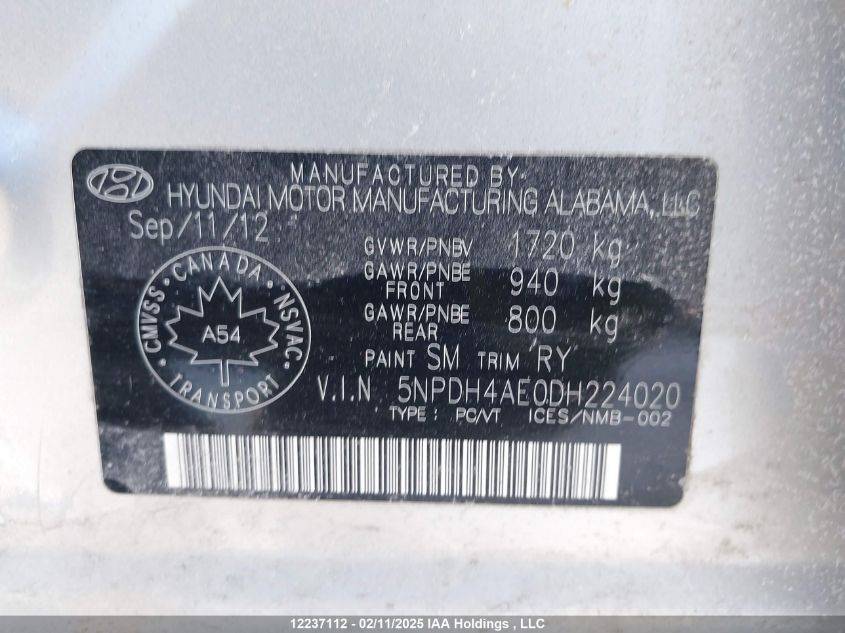 MANUFACTURED BY-
HYUNDAI MOTOR MANUFACTURING ALABAMA, LLC
Sep/11/12
GVWR/PNBV 1720 kg
GAWR/PNBE FRONT 940 kg
GAWR/PNBE REAR 800 kg
CANADA
CMVSS
NSVAC
A54
TRANSPORT
PAINT SM TRIM RY
V.I.N 5NPDH4AE0DH224020
TYPE: PC/VT ICES/NMB-002
12237112 - 02/11/2025 IAA Holdings , LLC